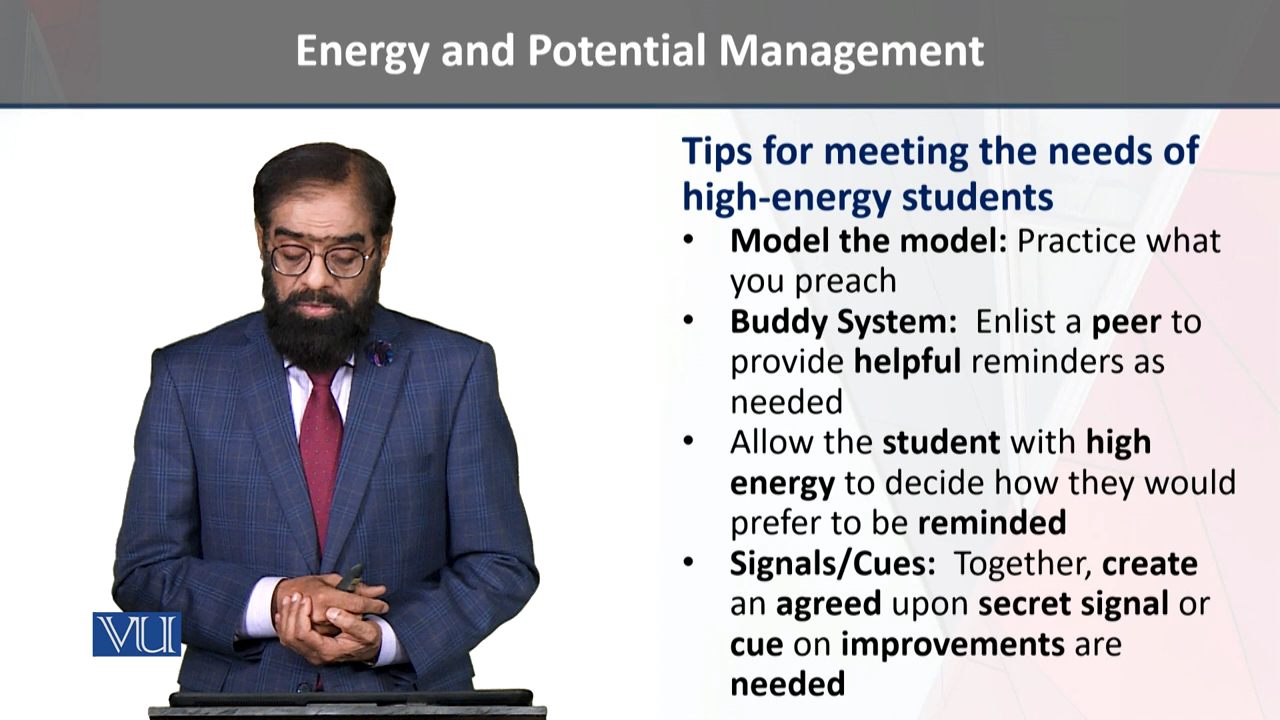 Energy and Potential Management
Tips for meeting the needs of
high-energy students
• Model the model: Practice what
you preach
• Buddy System: Enlist a peer to
provide helpful reminders as
needed
• Allow the student with high
energy to decide how they would
prefer to be reminded
• Signals/Cues: Together, create
an agreed upon secret signal or
cue on improvements are
needed
VU